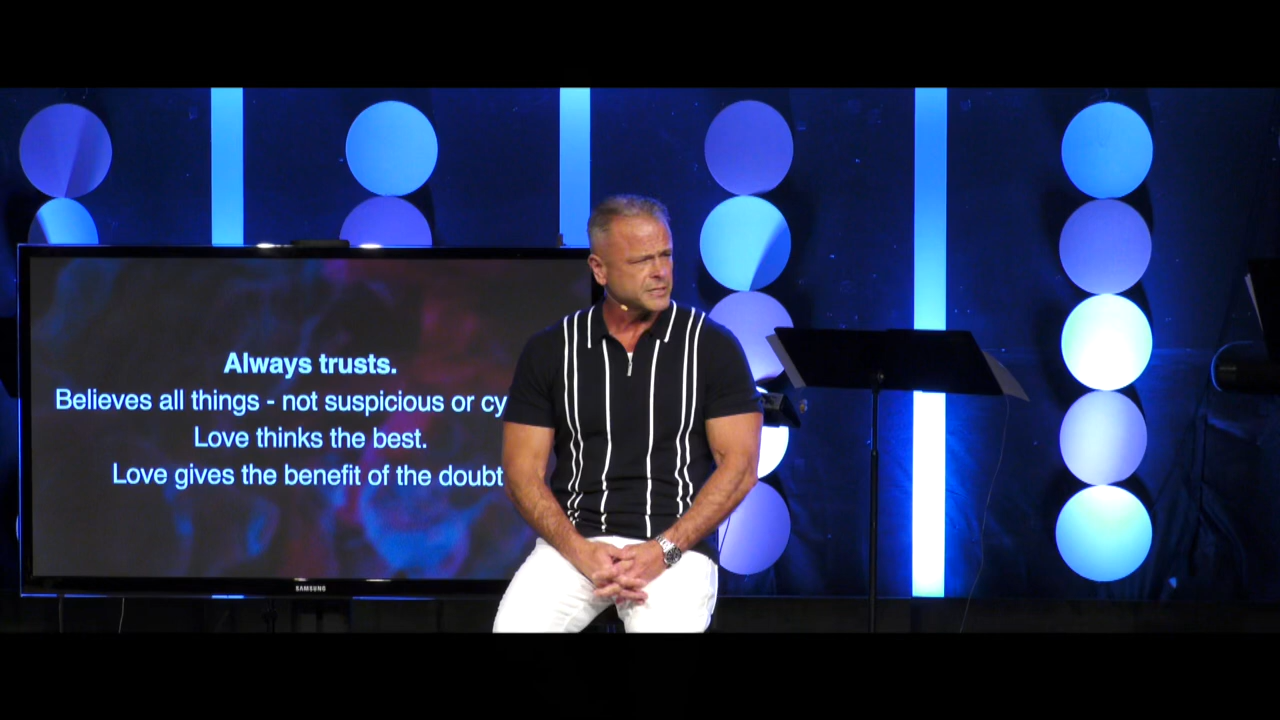 Always trusts.
Believes all things - not suspicious or cy
Love thinks the best.
Love gives the benefit of the doubt
SAMSUNG